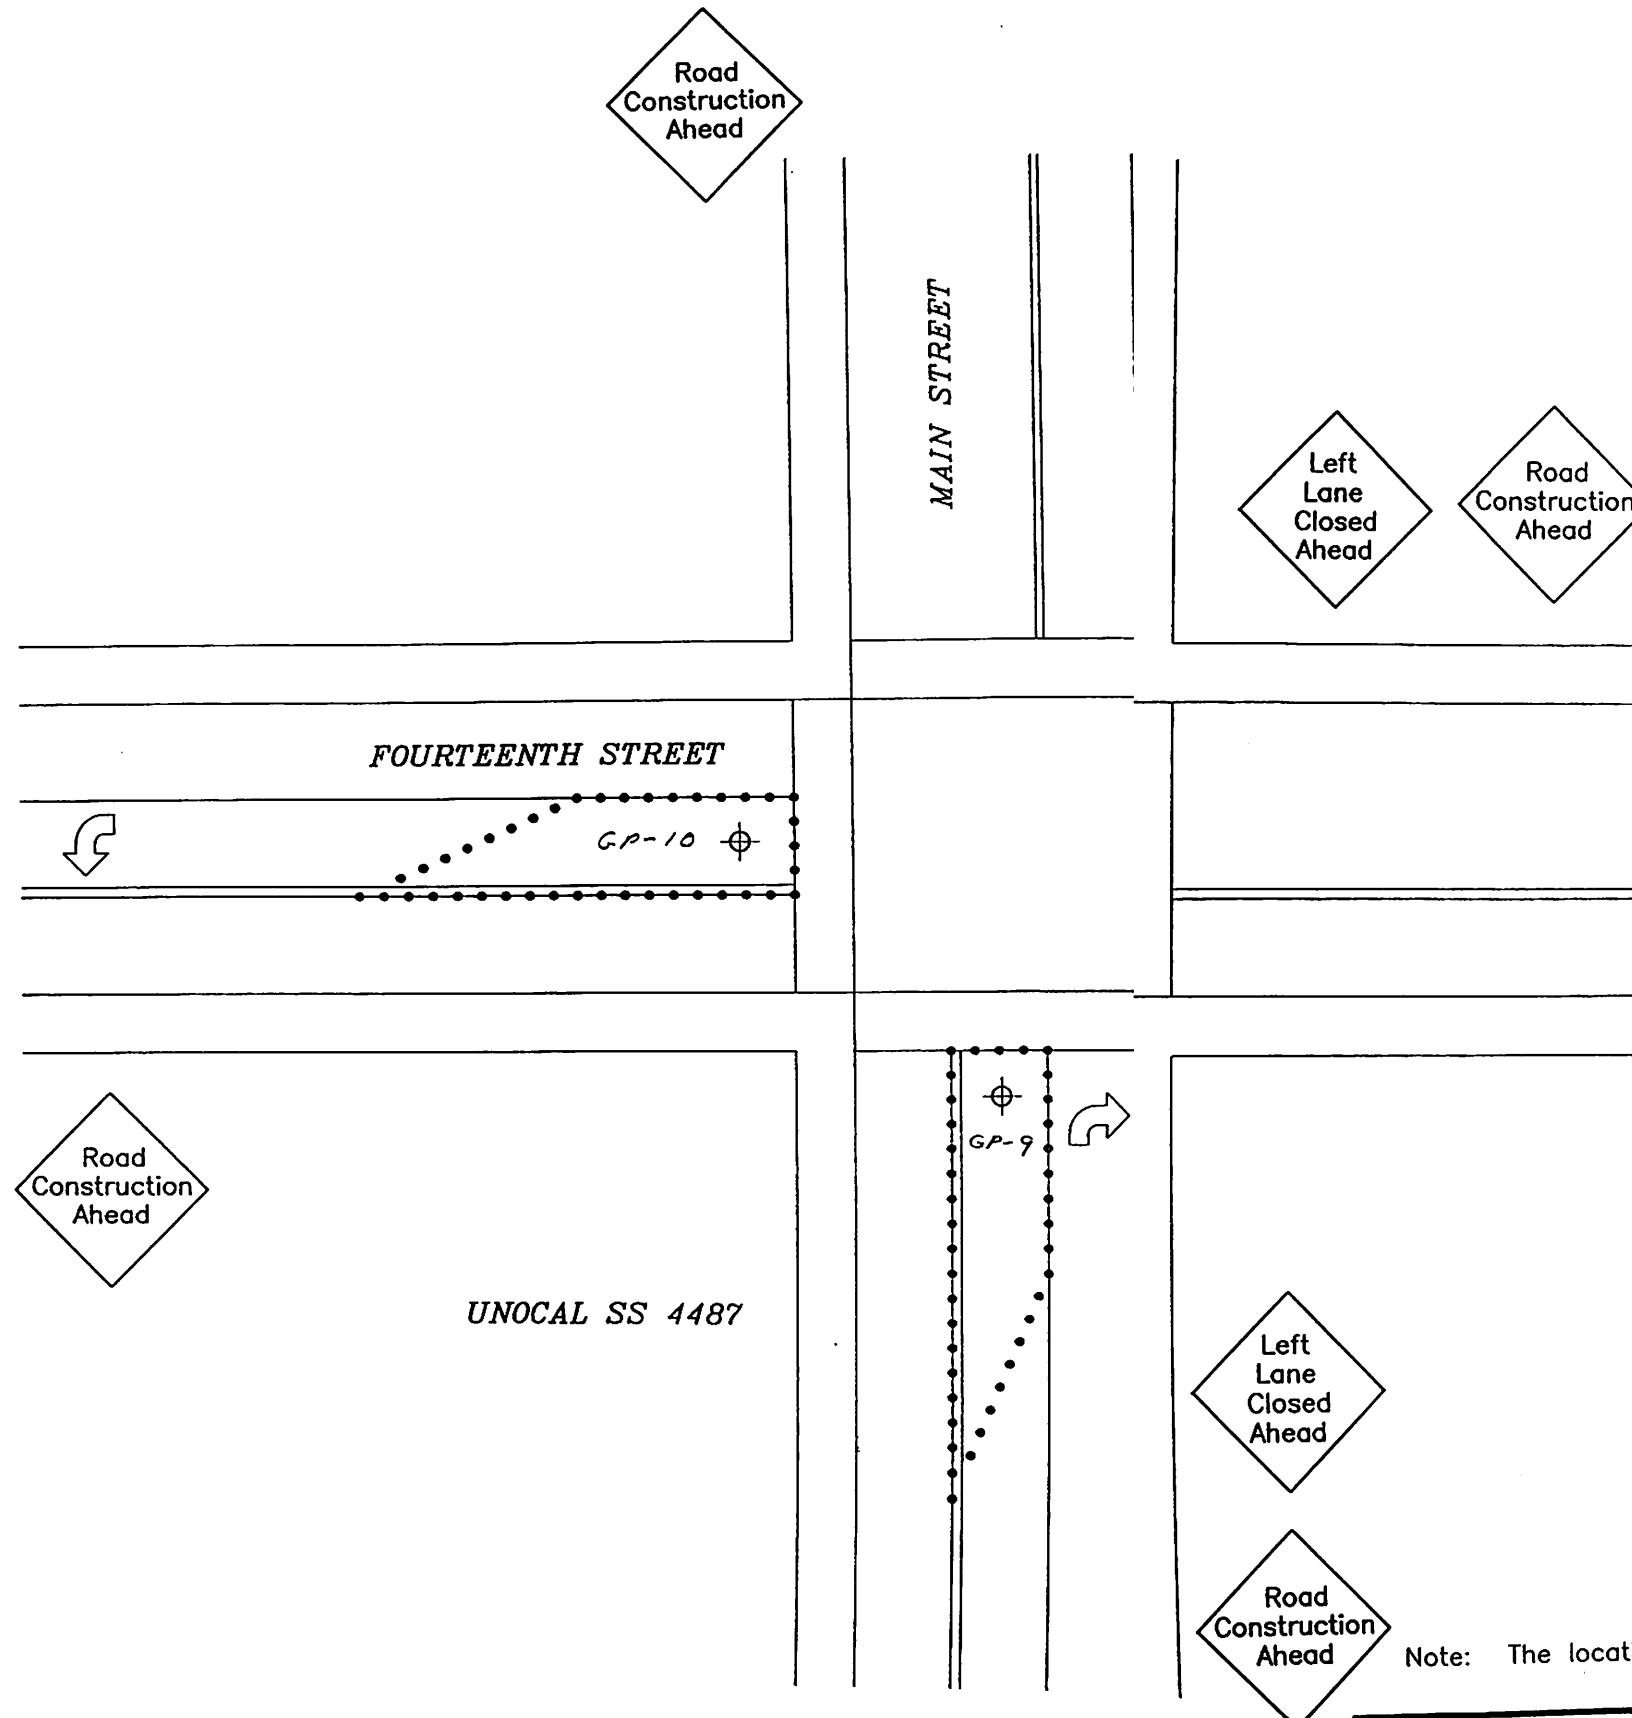 Road
Construction
Ahead
MAIN STREET
Left
Lane
Closed
Ahead
Road
Construction
Ahead
FOURTEENTH STREET
GP-10
GP-9
Road
Construction
Ahead
UNOCAL SS 4487
Left
Lane
Closed
Ahead
Road
Construction
Ahead
Note: The locati